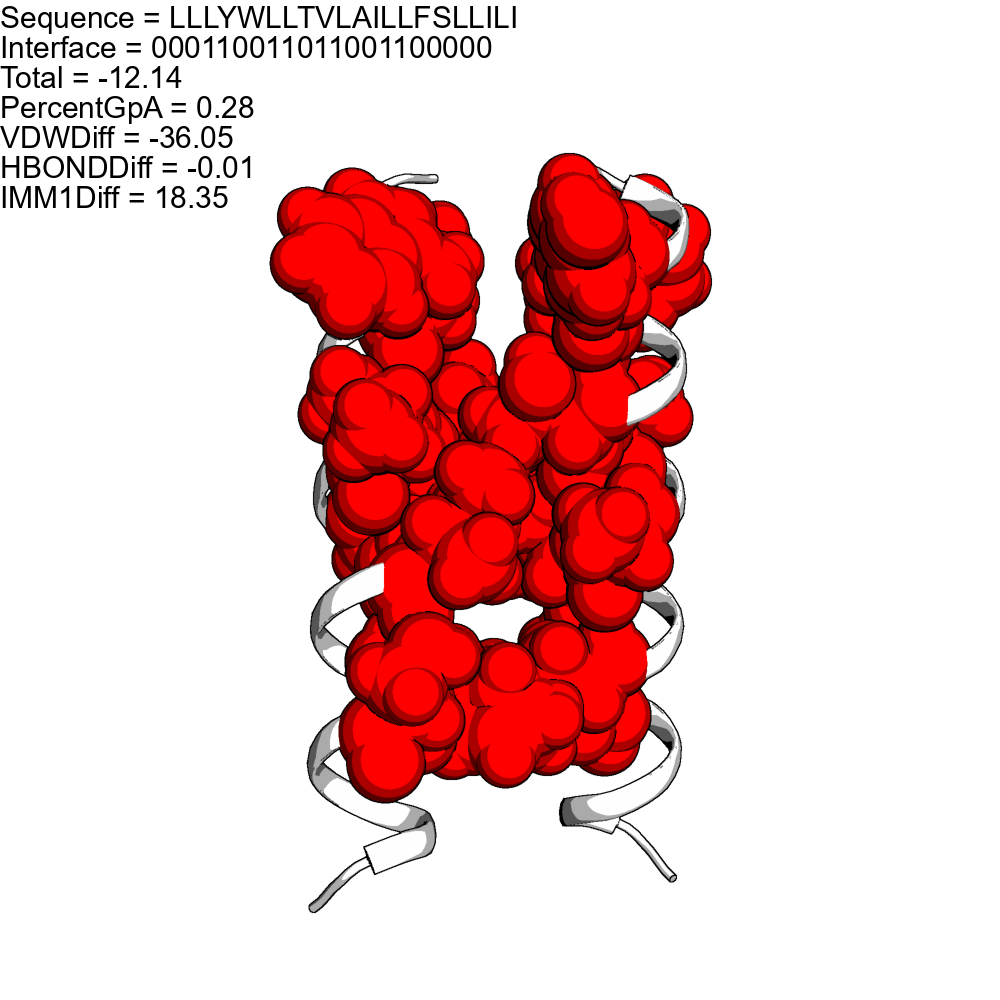 Sequence = LLLYWLLTVLAILLFSLLILI
Interface = 000110011011001100000
Total = -12.14
PercentGpA = 0.28
VDWDiff = -36.05
HBONDDiff = -0.01
IMM1Diff = 18.35